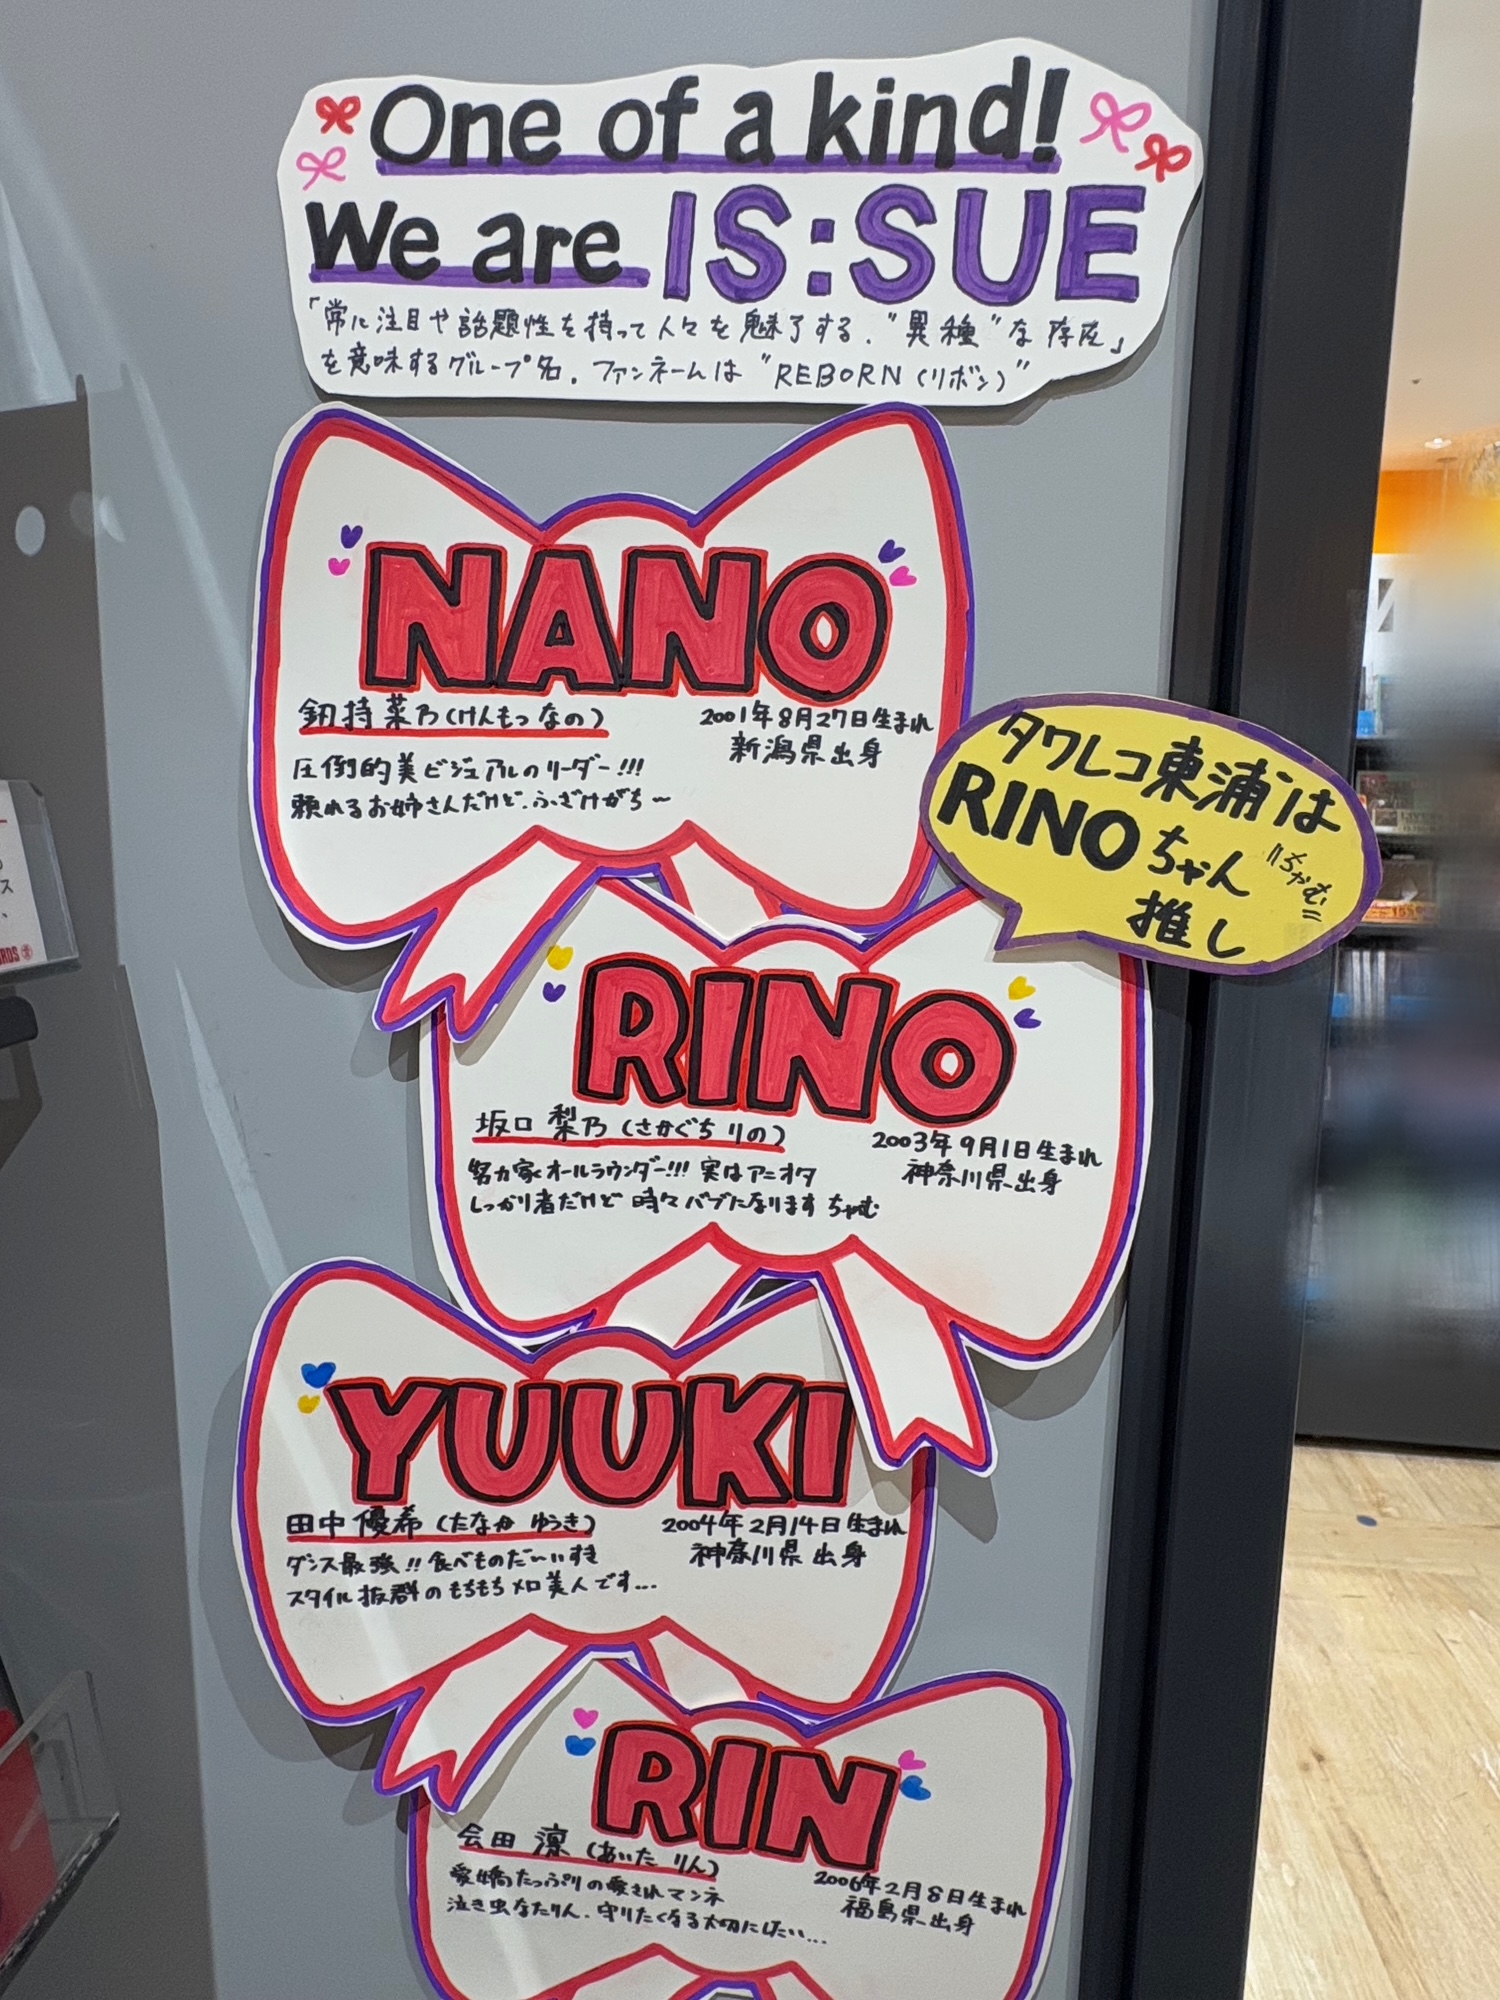 One of a kind!
We are IS:SUE
「常に注目や話題性を持って人々を魅了する、"異種"な存在」
を意味するグループ名。ファンネームは "REBORN（リボン）"
NANO
釼持 菜乃（けんもつ なの）
2001年8月27日生まれ
新潟県出身
圧倒的美ビジュアルのリーダー!!!
頼れるお姉さんだけど、ふざけがち〜
タワレコ東浦は
RINOちゃん
"ちゃむ"
推し
RINO
坂口 梨乃（さかぐち りの）
2003年9月1日生まれ
神奈川県出身
努力家オールラウンダー!!! 実はアニオタ
しっかり者だけど 時々バブになります ちゃむ
YUUKI
田中 優希（たなか ゆうき）
2004年2月14日生まれ
神奈川県出身
ダンス最強!! 食べものだ〜いすき
スタイル抜群のもちもちメロ美人です...
RIN
会田 凛（あいた りん）
2006年2月8日生まれ
福島県出身
愛嬌たっぷりの愛されマンネ
泣き虫なたりん、守りたくなる大切にしたい...